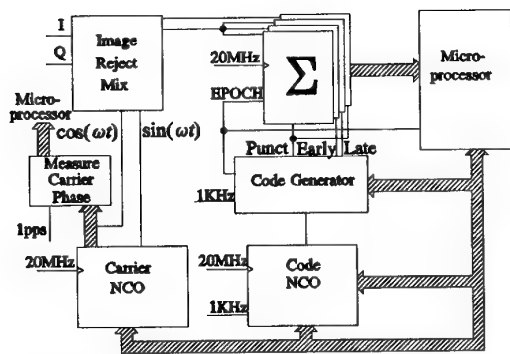 I
Q
Image
Reject
Mix
20MHz
Σ
EPOCH
Micro-
processor
Micro-
processor
cos(ωt)
sin(ωt)
Punct Early Late
Measure
Carrier
Phase
Code Generator
1KHz
1pps
20MHz
Carrier
NCO
20MHz
Code
NCO
1KHz